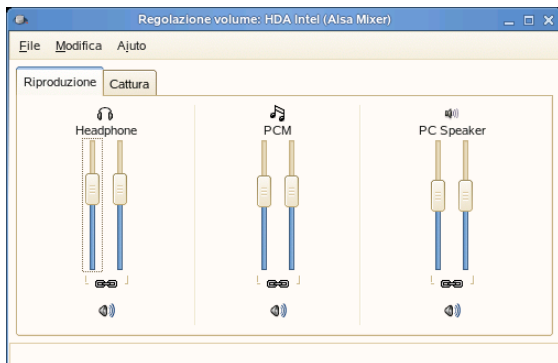 Regolazione volume: HDA Intel (Alsa Mixer)
File Modifica Aiuto
Riproduzione Cattura
Headphone PCM PC Speaker